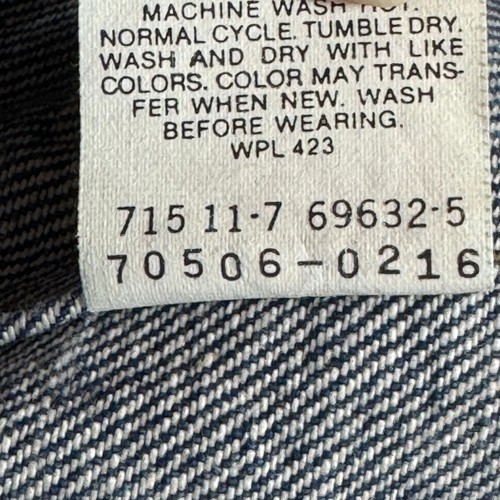 MACHINE WASH HOT.
NORMAL CYCLE. TUMBLE DRY.
WASH AND DRY WITH LIKE
COLORS. COLOR MAY TRANS-
FER WHEN NEW. WASH
BEFORE WEARING.
WPL 423
715 11-7 69632-5
70506-0216